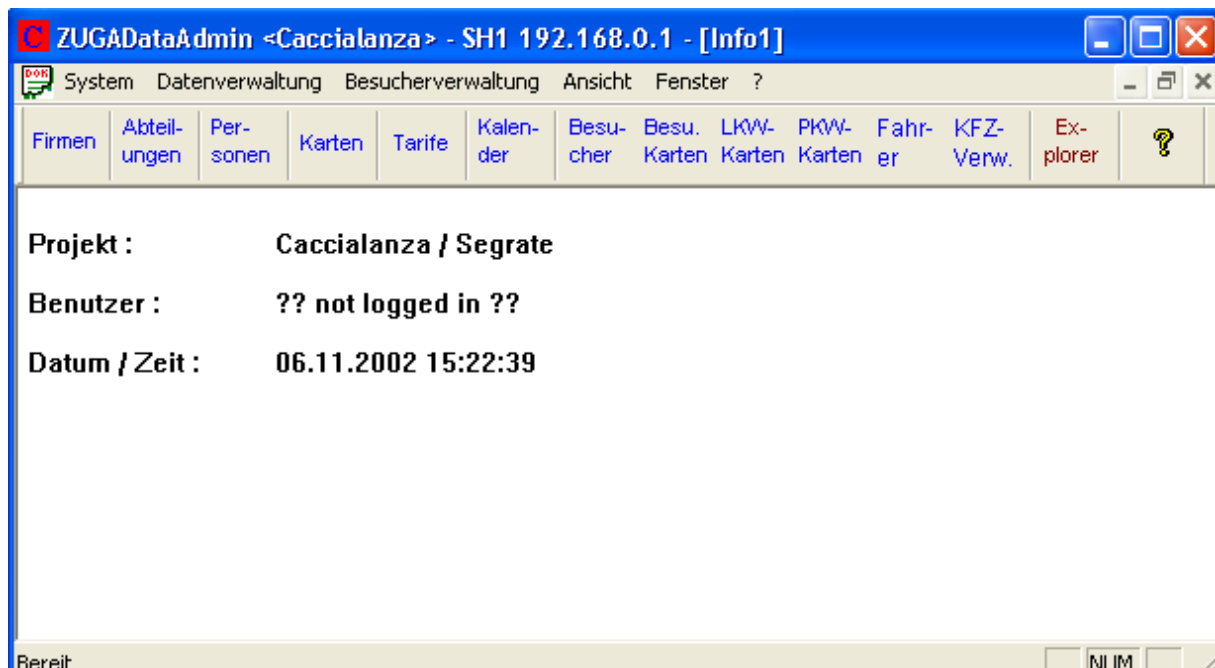 C ZUGADataAdmin <Caccialanza> - SH1 192.168.0.1 - [Info1]
DOK System Datenverwaltung Besucherverwaltung Ansicht Fenster ?
Firmen Abteil- Per- Karten Tarife Kalen- Besu- Besu. LKW- PKW- Fahr- KFZ- Ex- ?
ungen sonen der cher Karten Karten Karten er Verw. plorer
Projekt : Caccialanza / Segrate
Benutzer : ?? not logged in ??
Datum / Zeit : 06.11.2002 15:22:39
Bereit NUM